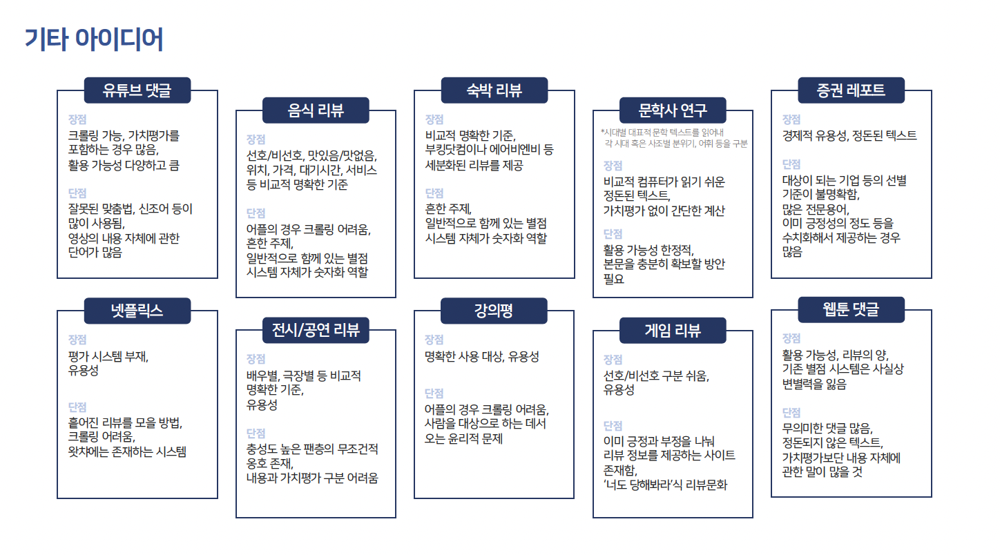 기타 아이디어
유튜브 댓글
장점
크롤링 가능, 가치평가를
포함하는 경우 많음,
활용 가능성 다양하고 큼
단점
잘못된 맞춤법, 신조어 등이
많이 사용됨,
영상의 내용 자체에 관한
단어가 많음
음식 리뷰
장점
선호/비선호, 맛있음/맛없음,
위치, 가격, 대기시간, 서비스
등 비교적 명확한 기준
단점
어플의 경우 크롤링 어려움,
흔한 주제,
일반적으로 함께 있는 별점
시스템 자체가 숫자화 역할
숙박 리뷰
장점
비교적 명확한 기준,
부킹닷컴이나 에어비엔비 등
세분화된 리뷰를 제공
단점
흔한 주제,
일반적으로 함께 있는 별점
시스템 자체가 숫자화 역할
문학사 연구
*시대별 대표적 문학 텍스트를 읽어내
각 시대 혹은 사조별 분위기, 어휘 등을 구분
장점
비교적 컴퓨터가 읽기 쉬운
정돈된 텍스트,
가치평가 없이 간단한 계산
단점
활용 가능성 한정적,
본문을 충분히 확보할 방안
필요
증권 레포트
장점
경제적 유용성, 정돈된 텍스트
단점
대상이 되는 기업 등의 선별
기준이 불명확함,
많은 전문용어,
이미 긍정성의 정도 등을
수치화해서 제공하는 경우
많음
넷플릭스
장점
평가 시스템 부재,
유용성
단점
흩어진 리뷰를 모을 방법,
크롤링 어려움,
왓챠에는 존재하는 시스템
전시/공연 리뷰
장점
배우별, 극장별 등 비교적
명확한 기준,
유용성
단점
충성도 높은 팬층의 무조건적
옹호 존재,
내용과 가치평가 구분 어려움
강의평
장점
명확한 사용 대상, 유용성
단점
어플의 경우 크롤링 어려움,
사람을 대상으로 하는 데서
오는 윤리적 문제
게임 리뷰
장점
선호/비선호 구분 쉬움,
유용성
단점
이미 긍정과 부정을 나눠
리뷰 정보를 제공하는 사이트
존재함,
‘너도 당해봐라’식 리뷰문화
웹툰 댓글
장점
활용 가능성, 리뷰의 양,
기존 별점 시스템은 사실상
변별력을 잃음
단점
무의미한 댓글 많음,
정돈되지 않은 텍스트,
가치평가보단 내용 자체에
관한 말이 많을 것